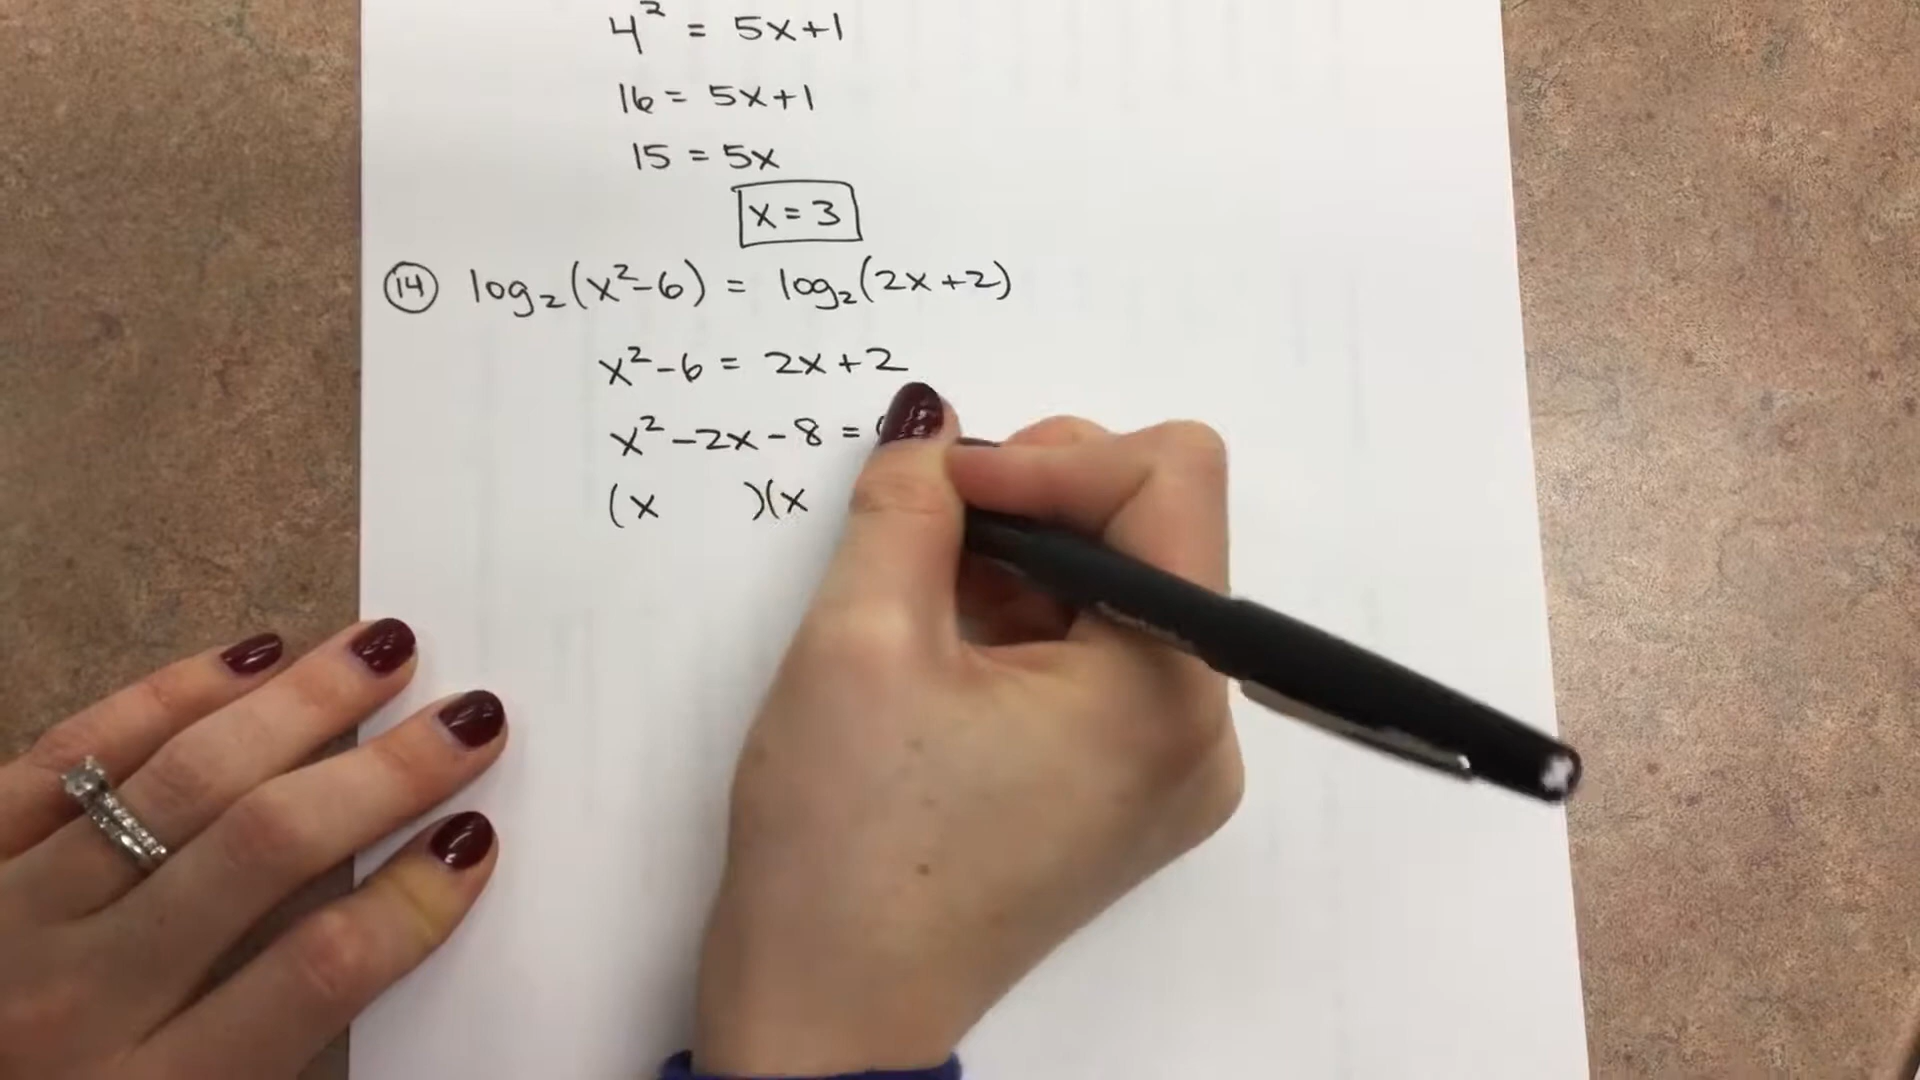 4² = 5x+1
16 = 5x+1
15 = 5x
x = 3
14 log₂(x²-6) = log₂(2x+2)
x²-6 = 2x+2
x²-2x-8 =
(x )(x